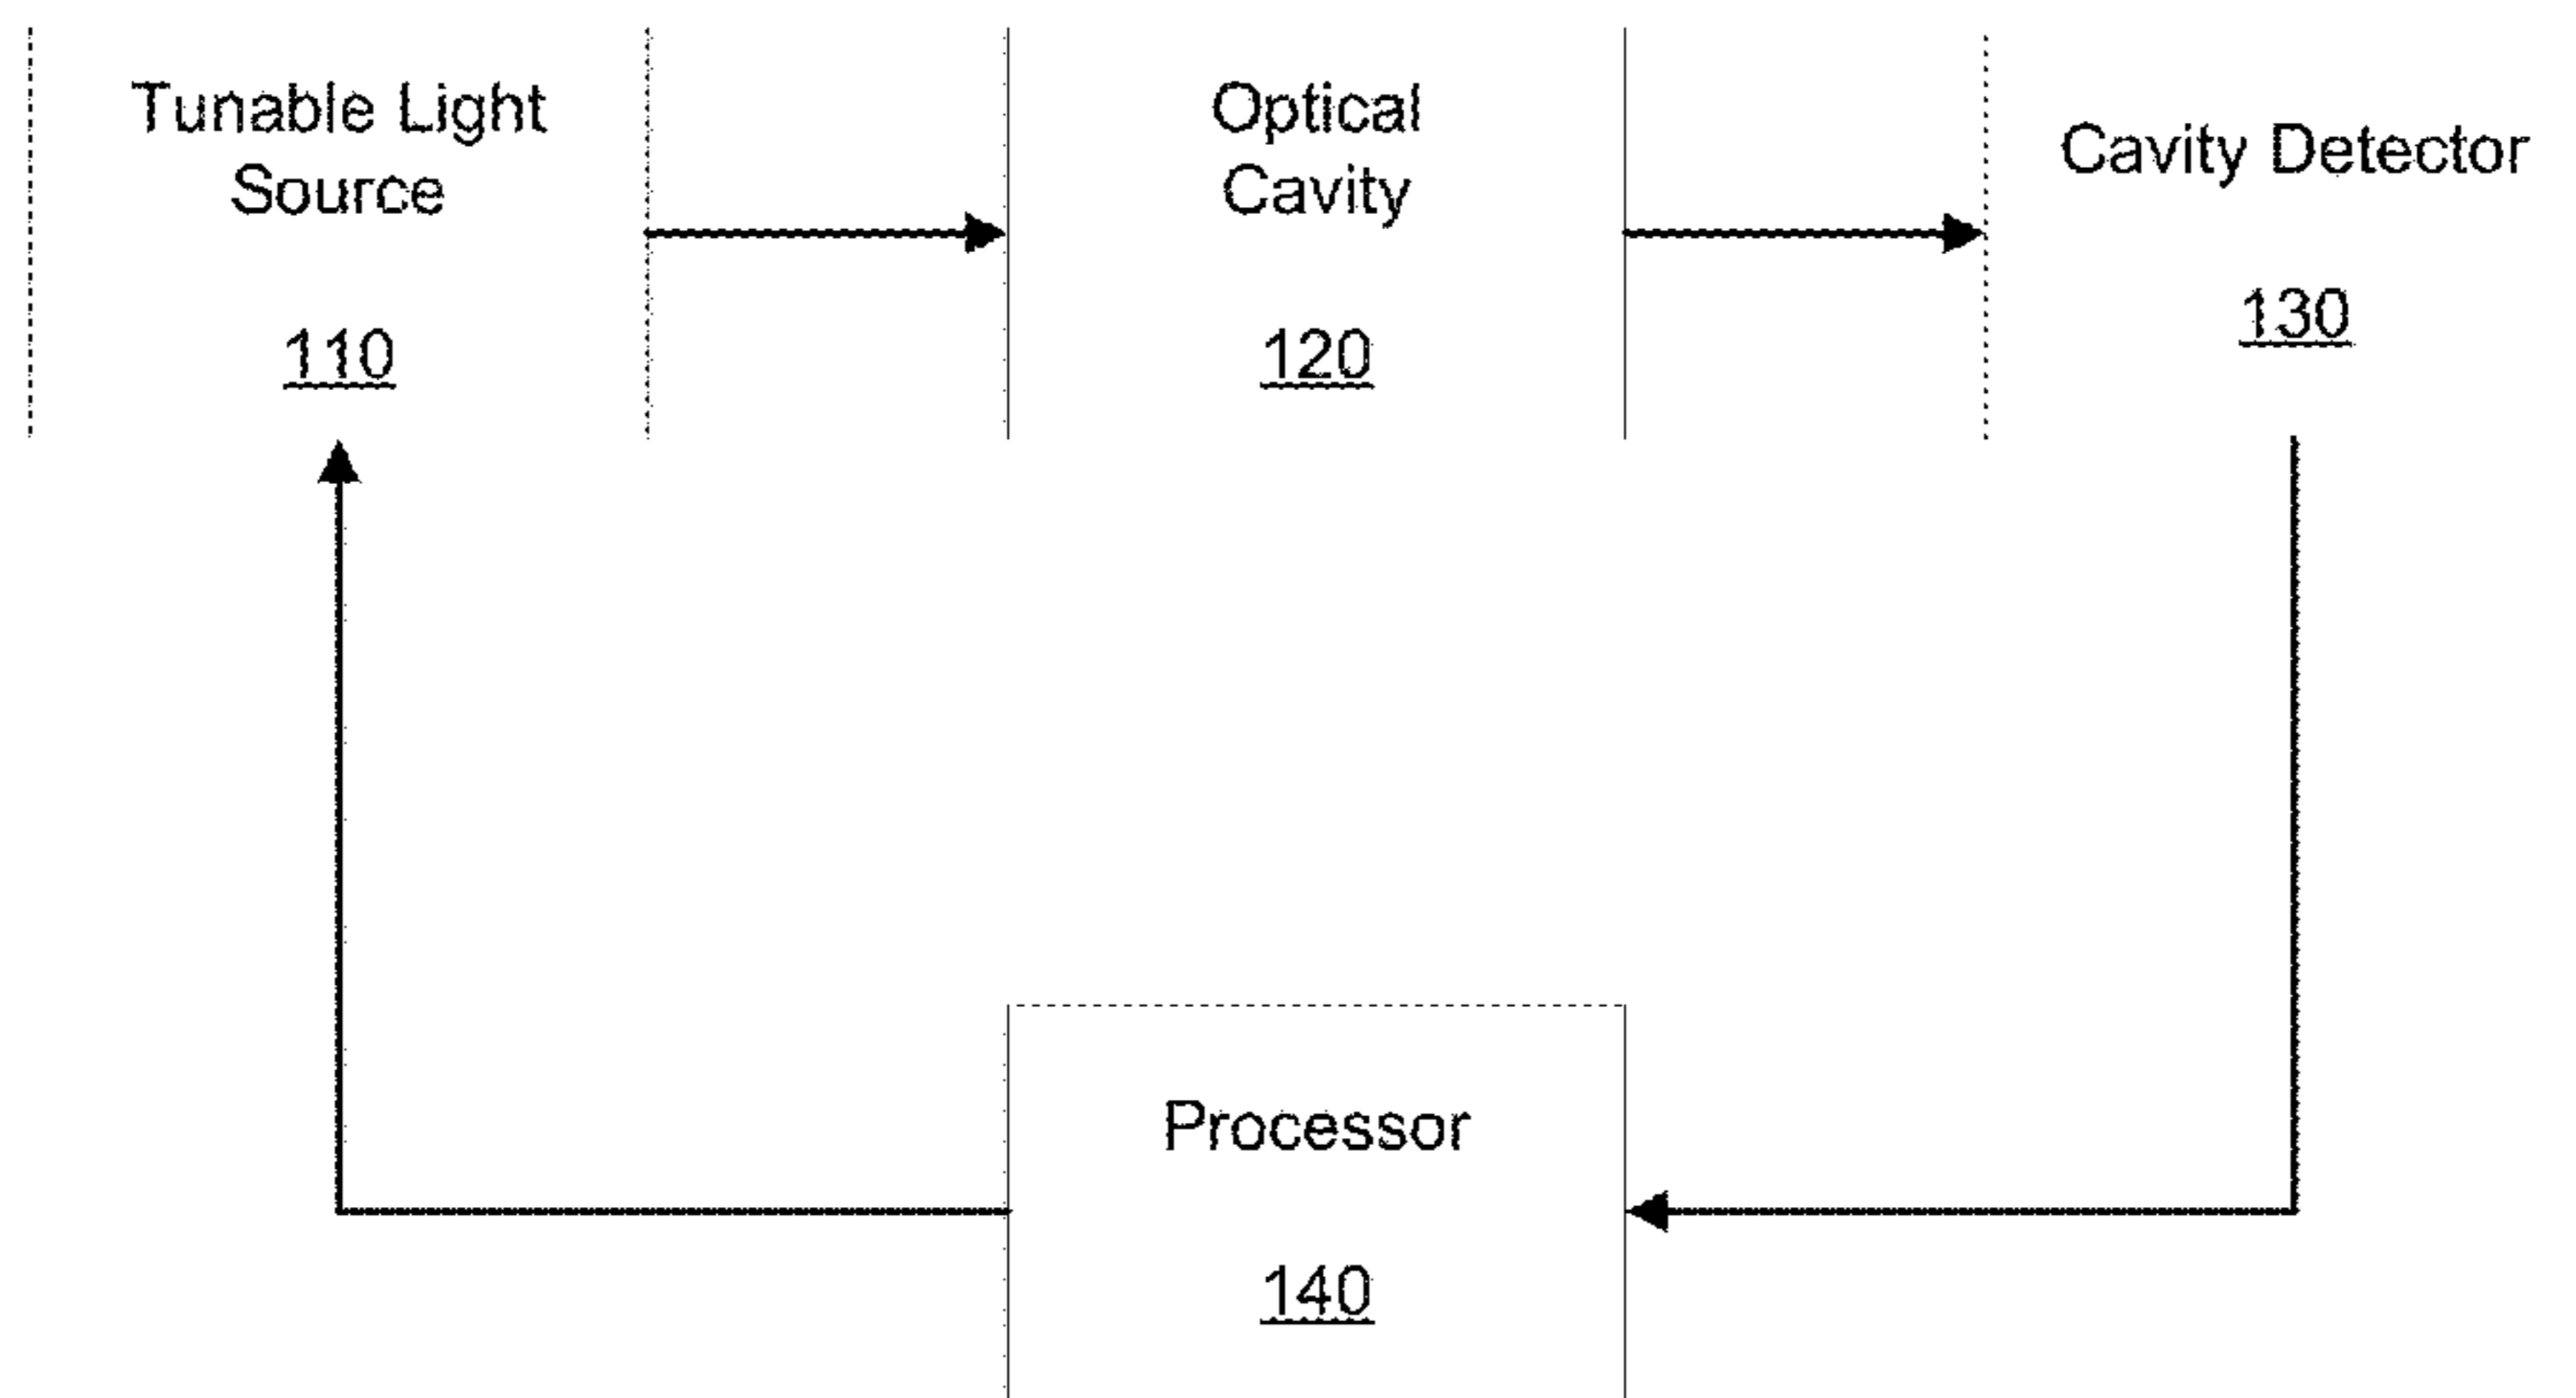 Tunable Light
Source
110
Optical
Cavity
120
Cavity Detector
130
Processor
140